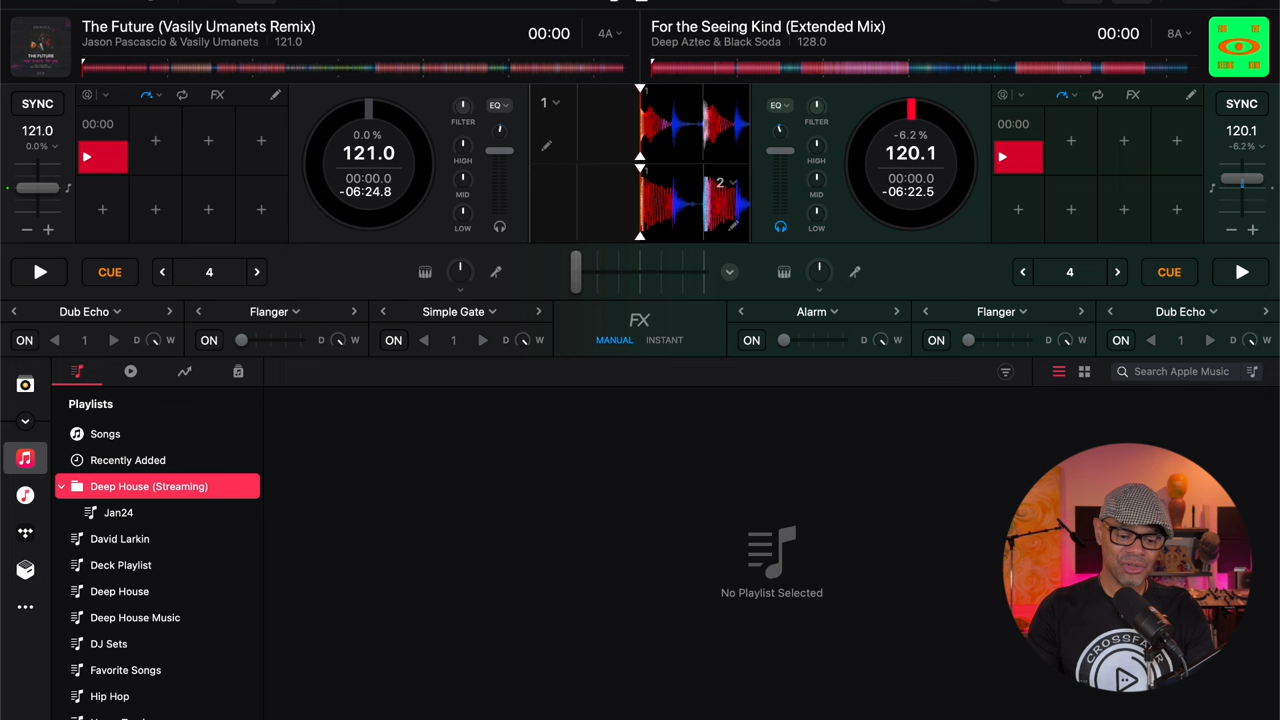 The Future (Vasily Umanets Remix)
Jason Pascascio & Vasily Umanets 121.0
00:00
4A
For the Seeing Kind (Extended Mix)
Deep Aztec & Black Soda 128.0
00:00
8A
SYNC
121.0
0.0%
FX
00:00
0.0%
121.0
00:00.0
-06:24.8
FILTER
HIGH
MID
LOW
EQ
1
1
1
2
EQ
FILTER
HIGH
MID
LOW
-6.2%
120.1
00:00.0
-06:22.5
FX
00:00
SYNC
120.1
-6.2%
CUE
4
4
CUE
Dub Echo
Flanger
Simple Gate
FX
Alarm
Flanger
Dub Echo
ON 1 D W
ON D W
ON 1 D W
MANUAL INSTANT
ON D W
ON D W
ON 1 D W
Search Apple Music
Playlists
Songs
Recently Added
Deep House (Streaming)
Jan24
David Larkin
Deck Playlist
Deep House
Deep House Music
DJ Sets
Favorite Songs
Hip Hop
No Playlist Selected